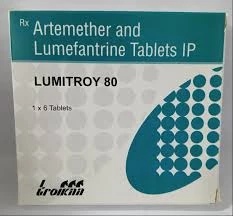 Rx Artemether and
Lumefantrine Tablets IP
LUMITROY 80
1 x 6 Tablets
troikaa